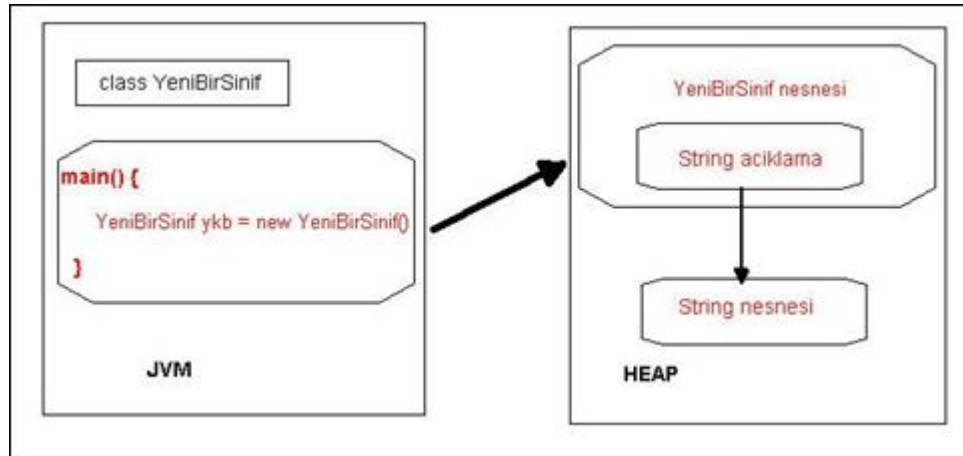 class YeniBirSinif
main() {
YeniBirSinif ykb = new YeniBirSinif()
}
JVM
YeniBirSinif nesnesi
String aciklama
String nesnesi
HEAP